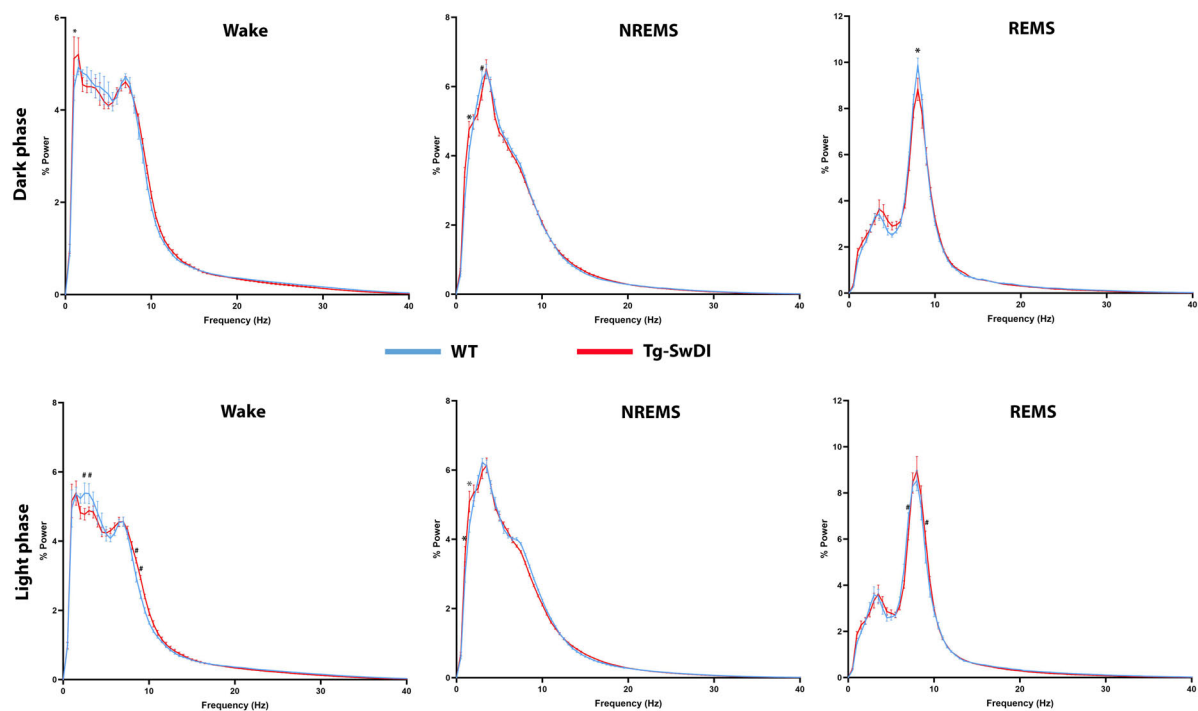 Wake
NREMS
REMS
Dark phase
% Power
6
4
2
0
*
0 10 20 30 40
Frequency (Hz)
% Power
8
6
4
2
0
*
#
0 10 20 30 40
Frequency (Hz)
% Power
12
10
8
6
4
2
0
*
0 10 20 30 40
Frequency (Hz)
WT
Tg-SwDI
Wake
NREMS
REMS
Light phase
% Power
8
6
4
2
0
# #
#
#
0 10 20 30 40
Frequency (Hz)
% Power
8
6
4
2
0
*
*
0 10 20 30 40
Frequency (Hz)
% Power
12
10
8
6
4
2
0
#
#
0 10 20 30 40
Frequency (Hz)